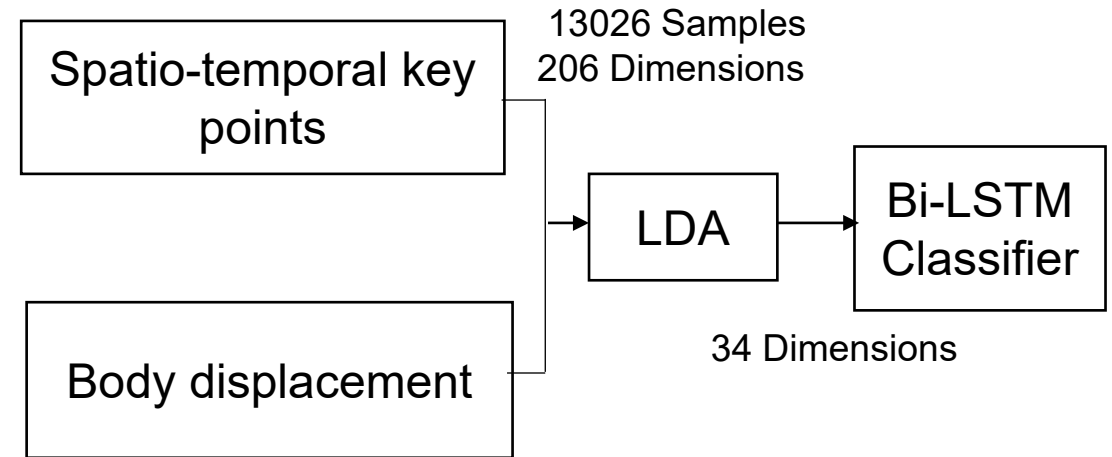 13026 Samples
206 Dimensions
Spatio-temporal key
points
LDA
Bi-LSTM
Classifier
34 Dimensions
Body displacement